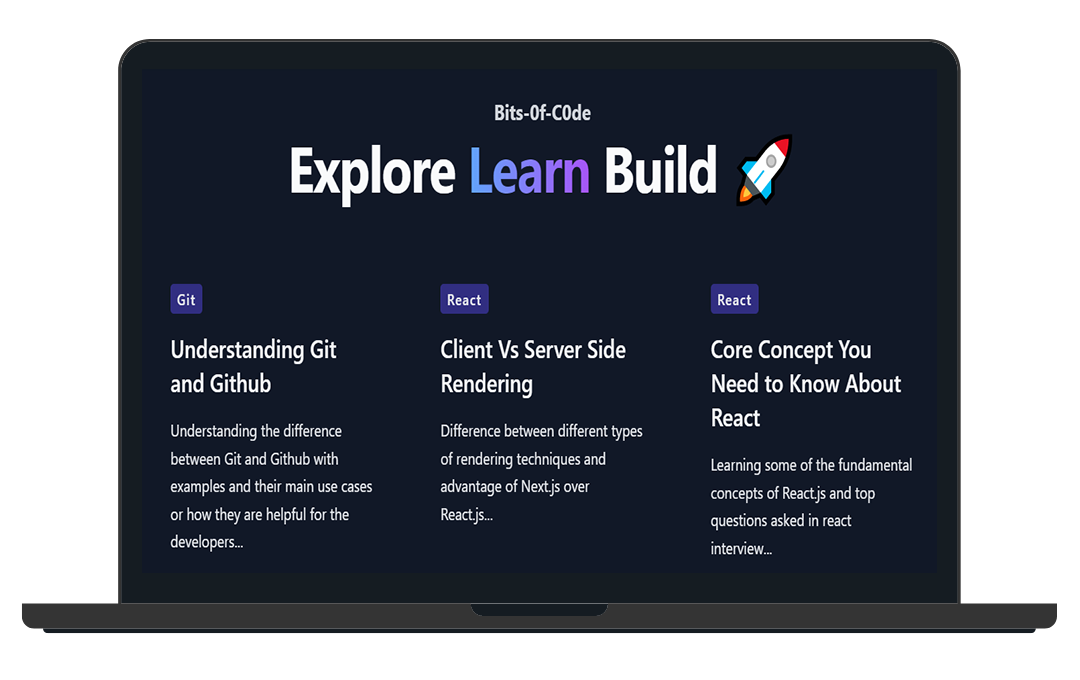 Bits-0f-C0de
Explore Learn Build 🚀
Git
Understanding Git
and Github
Understanding the difference
between Git and Github with
examples and their main use cases
or how they are helpful for the
developers...
React
Client Vs Server Side
Rendering
Difference between different types
of rendering techniques and
advantage of Next.js over
React.js...
React
Core Concept You
Need to Know About
React
Learning some of the fundamental
concepts of React.js and top
questions asked in react
interview...